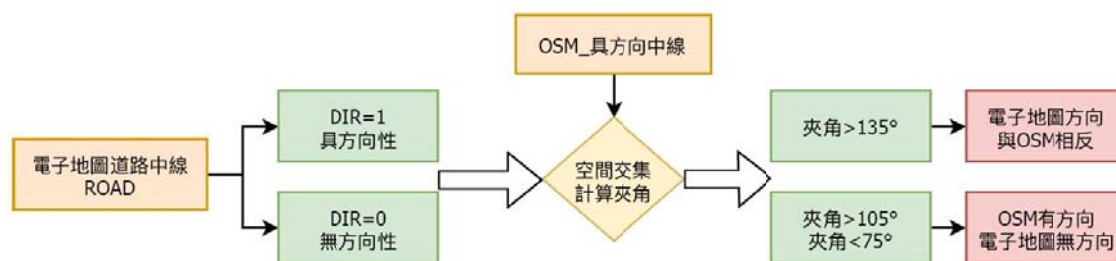 OSM_具方向中線
電子地圖道路中線
ROAD
DIR=1
具方向性
DIR=0
無方向性
空間交集
計算夾角
夾角>135°
電子地圖方向
與OSM相反
夾角>105°
夾角<75°
OSM有方向
電子地圖無方向